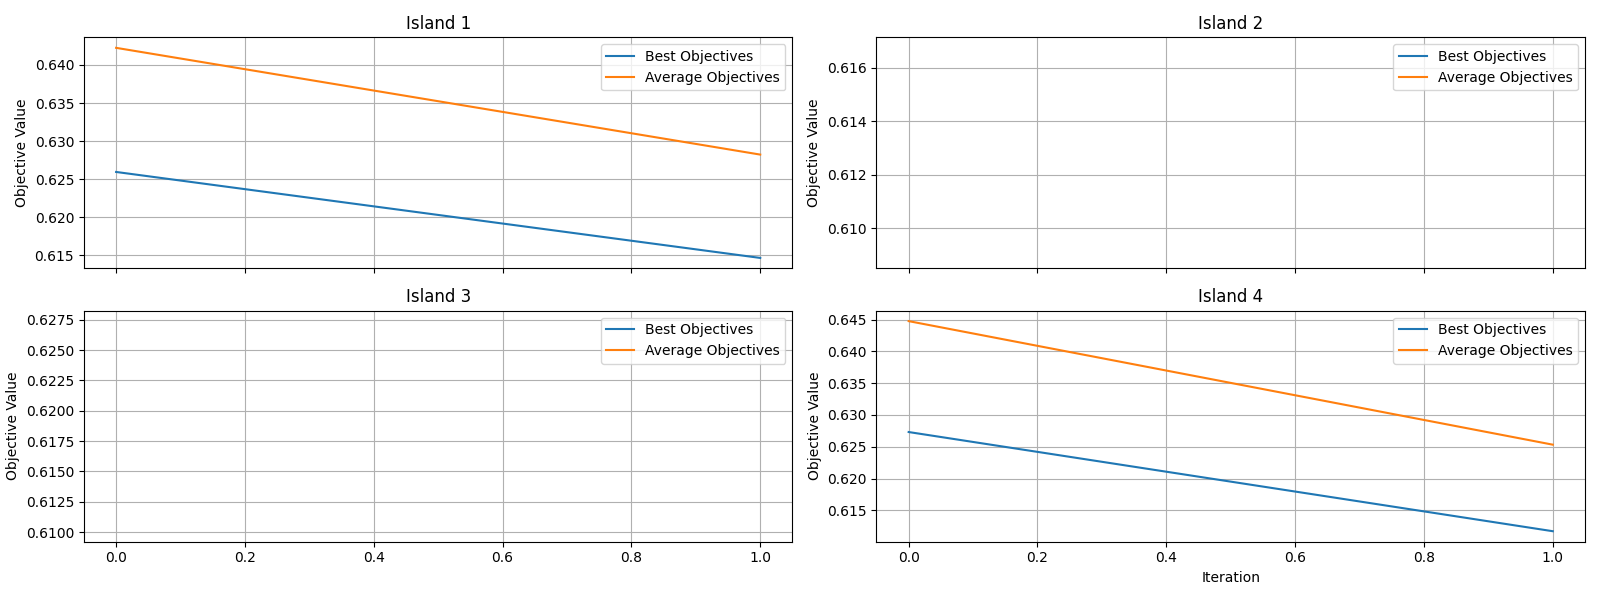 Island 1
Objective Value
0.640
0.635
0.630
0.625
0.620
0.615
Best Objectives
Average Objectives
Island 2
Objective Value
0.616
0.614
0.612
0.610
Best Objectives
Average Objectives
Island 3
Objective Value
0.6275
0.6250
0.6225
0.6200
0.6175
0.6150
0.6125
0.6100
Best Objectives
Average Objectives
0.0 0.2 0.4 0.6 0.8 1.0
Island 4
Objective Value
0.645
0.640
0.635
0.630
0.625
0.620
0.615
Best Objectives
Average Objectives
0.0 0.2 0.4 0.6 0.8 1.0
Iteration